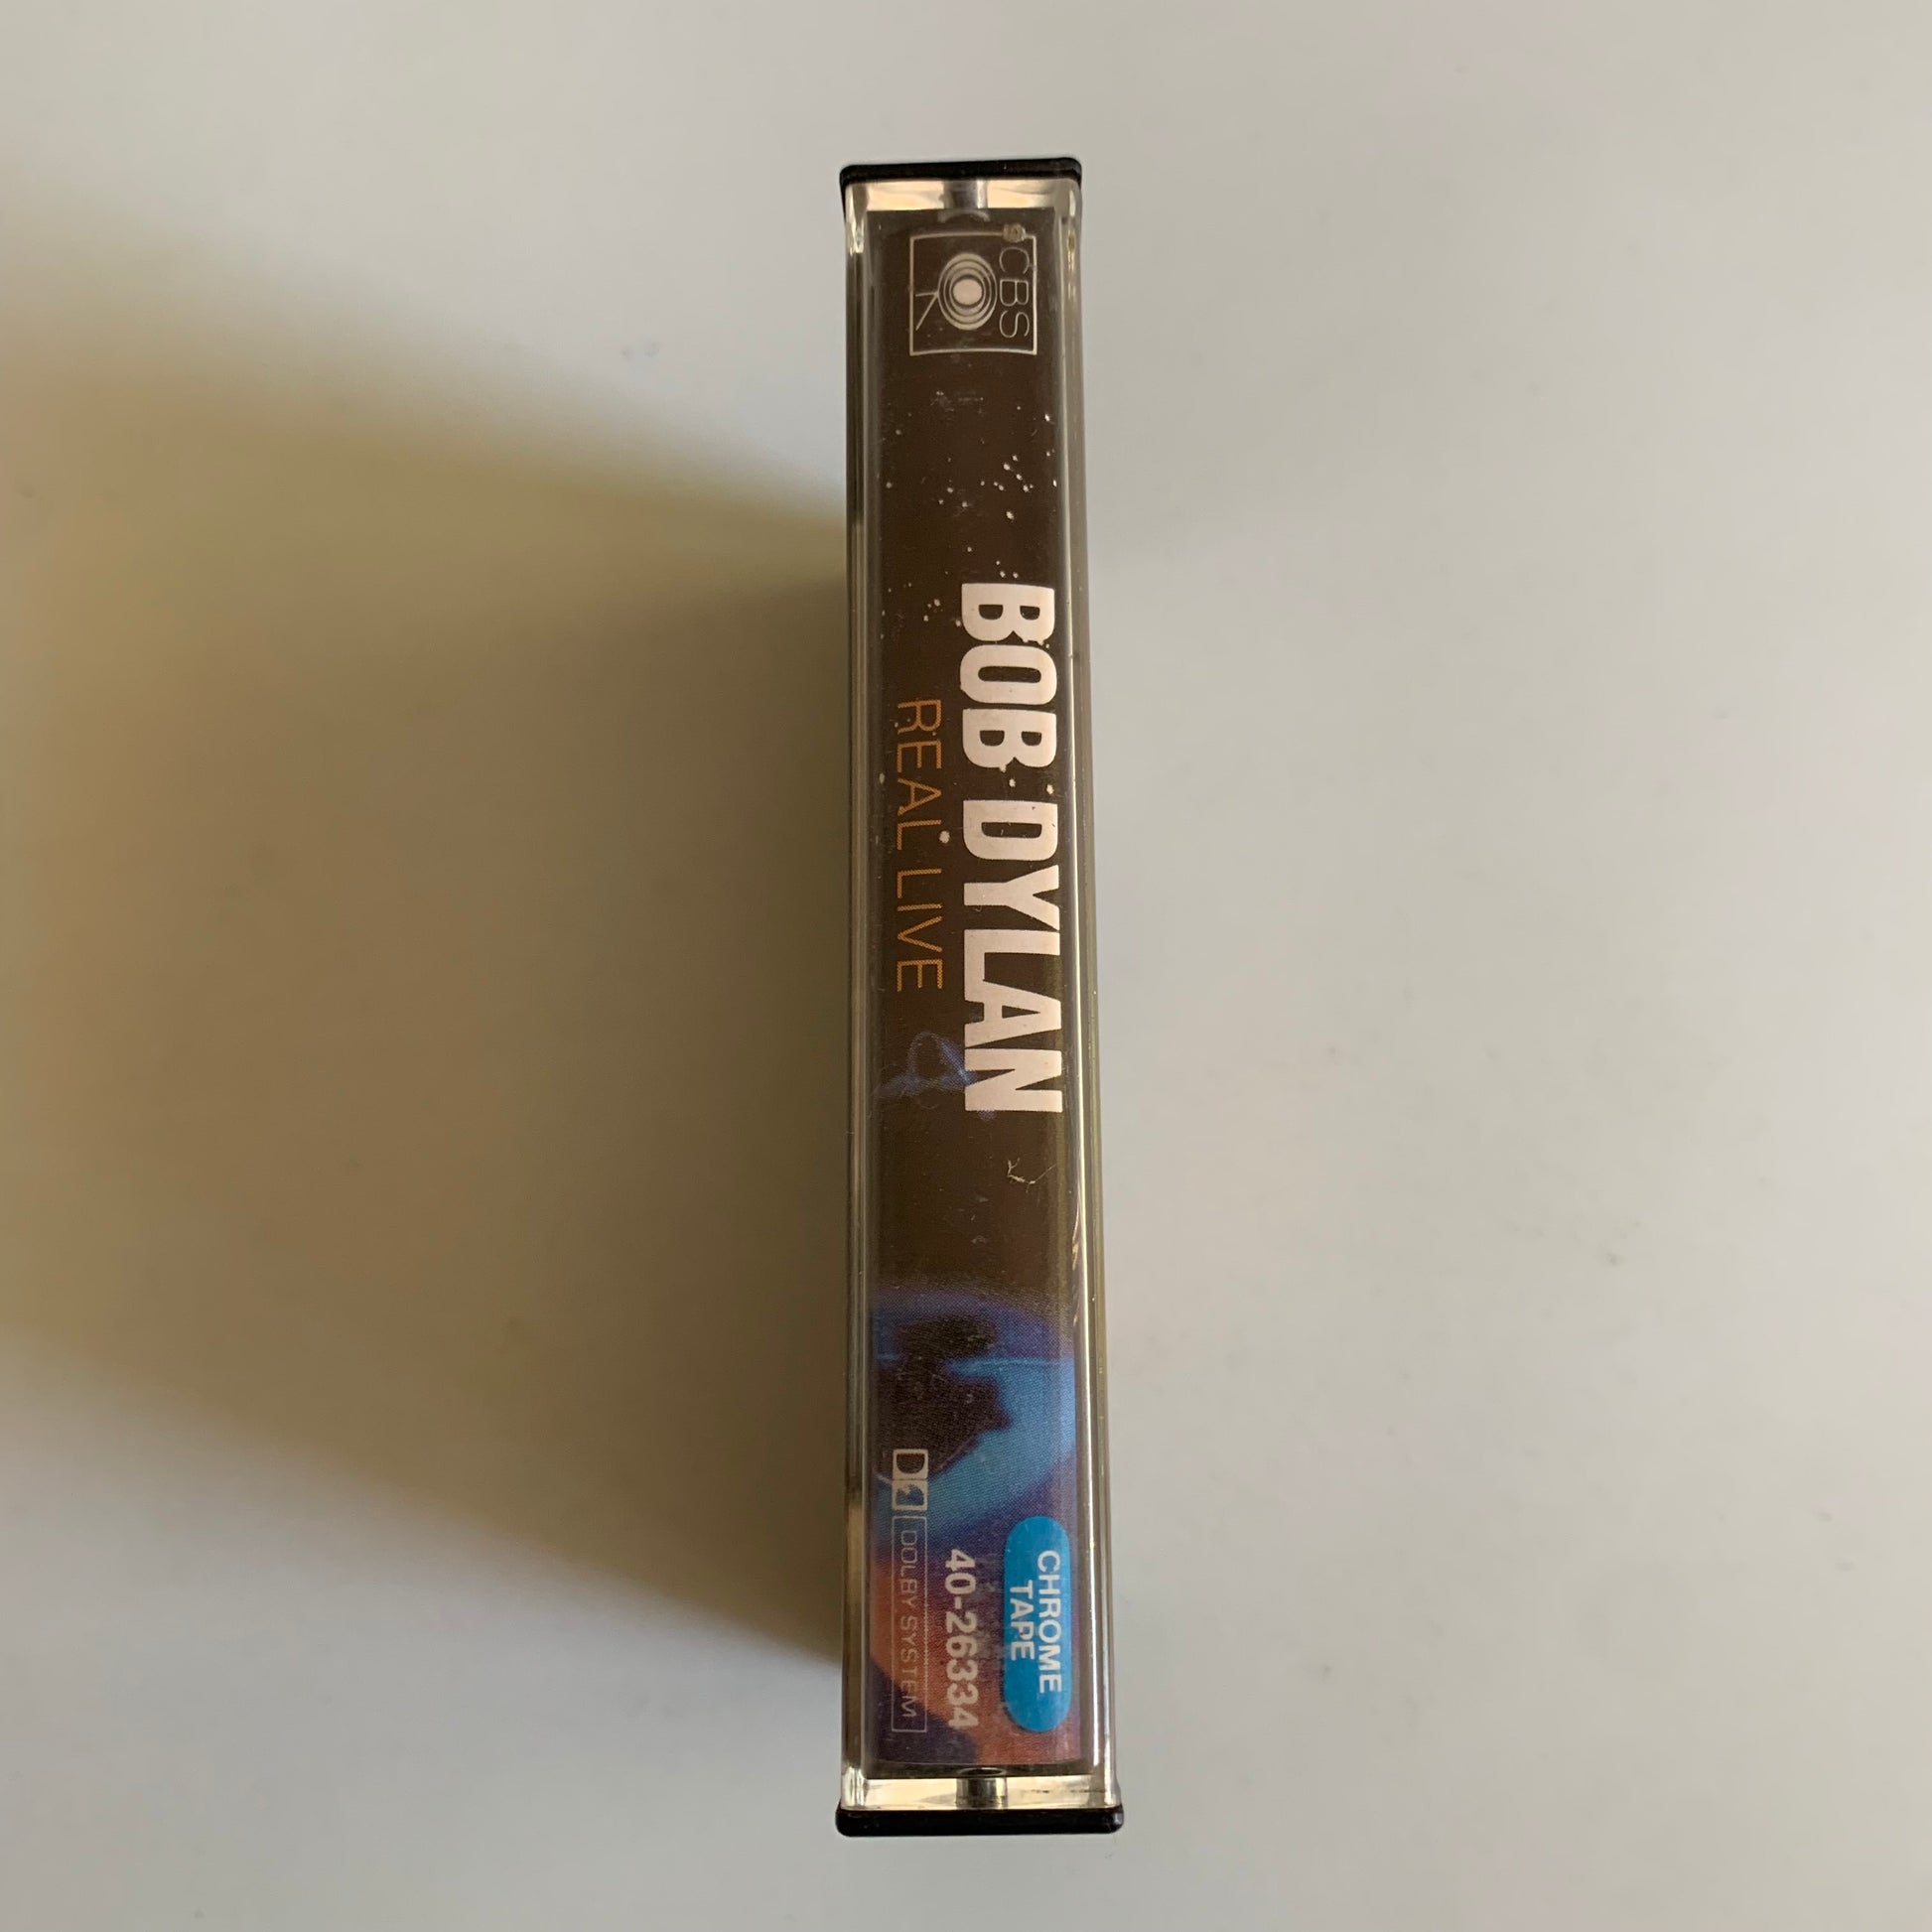 CBS
BOB DYLAN
REAL LIVE
CHROME
TAPE
40-26334
DOLBY SYSTEM